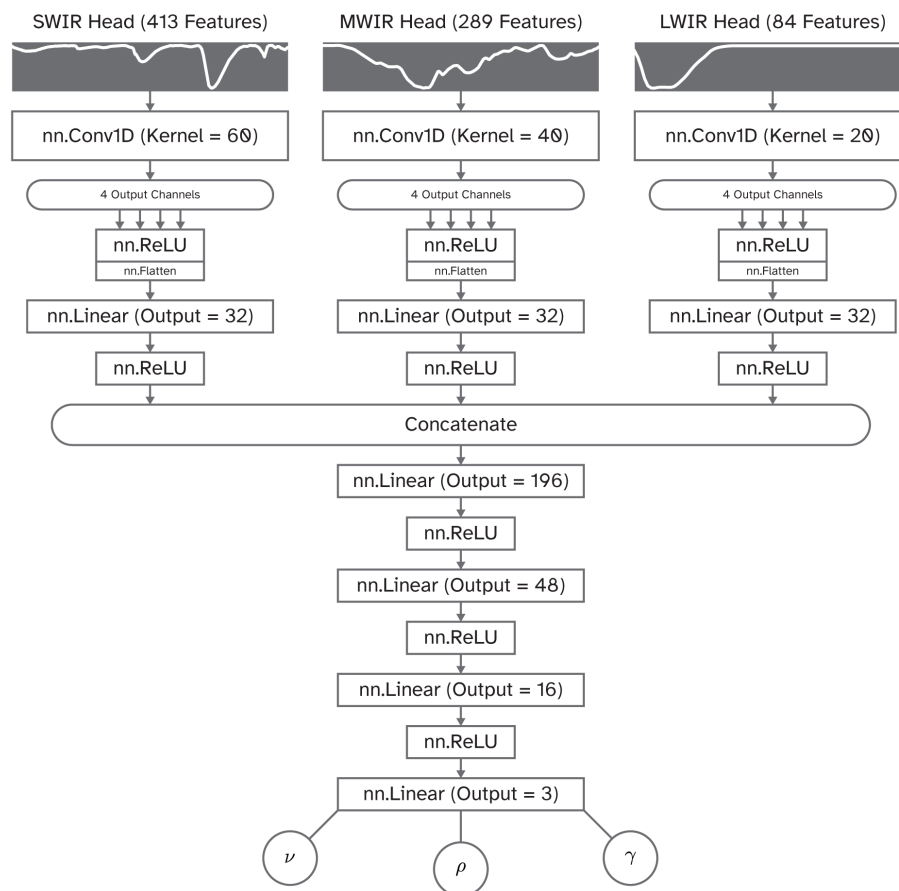 SWIR Head (413 Features)
MWIR Head (289 Features)
LWIR Head (84 Features)
nn.Conv1D (Kernel = 60)
nn.Conv1D (Kernel = 40)
nn.Conv1D (Kernel = 20)
4 Output Channels
4 Output Channels
4 Output Channels
nn.ReLU
nn.ReLU
nn.ReLU
nn.Flatten
nn.Flatten
nn.Flatten
nn.Linear (Output = 32)
nn.Linear (Output = 32)
nn.Linear (Output = 32)
nn.ReLU
nn.ReLU
nn.ReLU
Concatenate
nn.Linear (Output = 196)
nn.ReLU
nn.Linear (Output = 48)
nn.ReLU
nn.Linear (Output = 16)
nn.ReLU
nn.Linear (Output = 3)
ν
ρ
γ